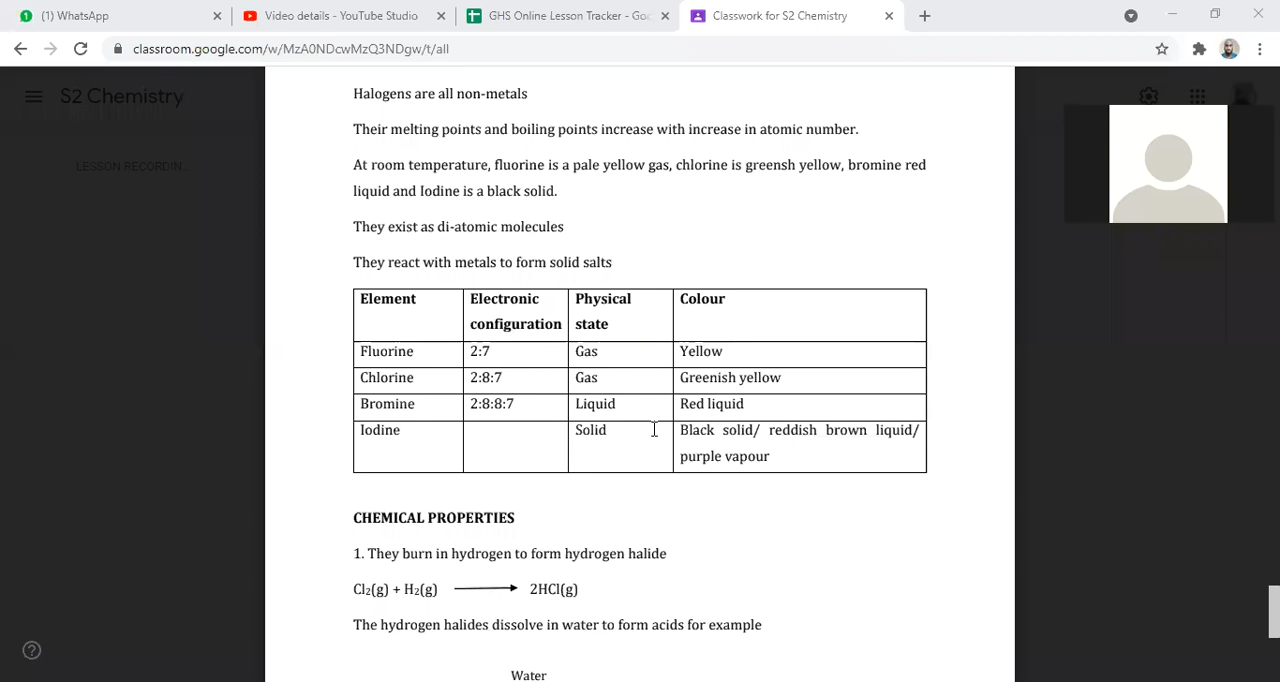 (1) WhatsApp
Video details - YouTube Studio
GHS Online Lesson Tracker - Goo
Classwork for S2 Chemistry
classroom.google.com/w/MzA0NDcwMzQ3NDgw/t/all
S2 Chemistry
LESSON RECORDIN...
Halogens are all non-metals
Their melting points and boiling points increase with increase in atomic number.
At room temperature, fluorine is a pale yellow gas, chlorine is greensh yellow, bromine red
liquid and Iodine is a black solid.
They exist as di-atomic molecules
They react with metals to form solid salts
Element Electronic Physical Colour
configuration state
Fluorine 2:7 Gas Yellow
Chlorine 2:8:7 Gas Greenish yellow
Bromine 2:8:8:7 Liquid Red liquid
Iodine Solid Black solid/ reddish brown liquid/
purple vapour
CHEMICAL PROPERTIES
1. They burn in hydrogen to form hydrogen halide
Cl2(g) + H2(g) ⟶ 2HCl(g)
The hydrogen halides dissolve in water to form acids for example
Water